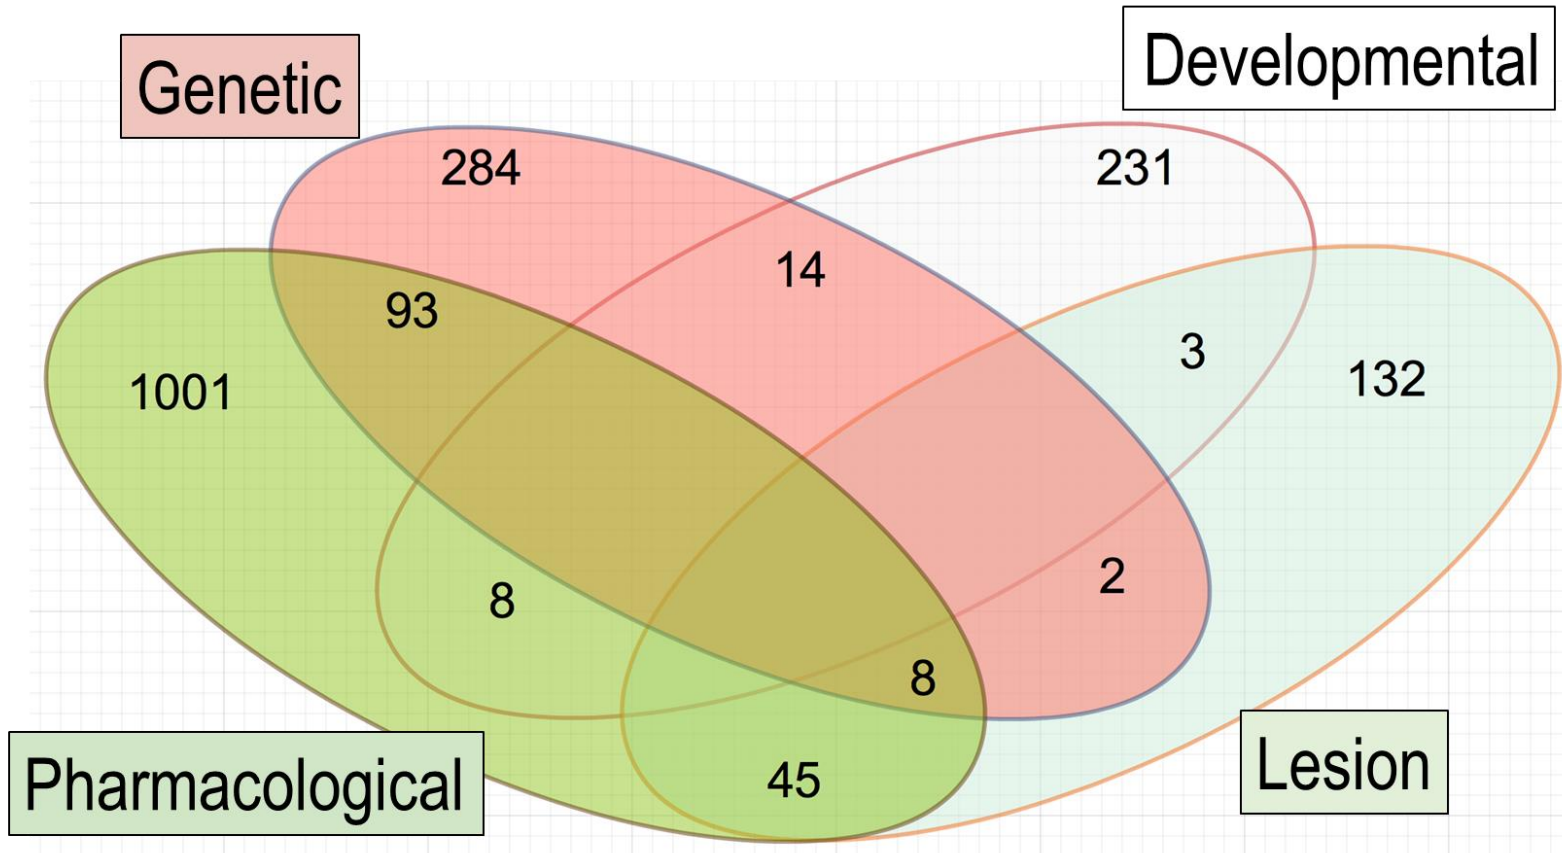 Genetic
Developmental
284
231
14
93
3
132
1001
2
8
8
45
Pharmacological
Lesion